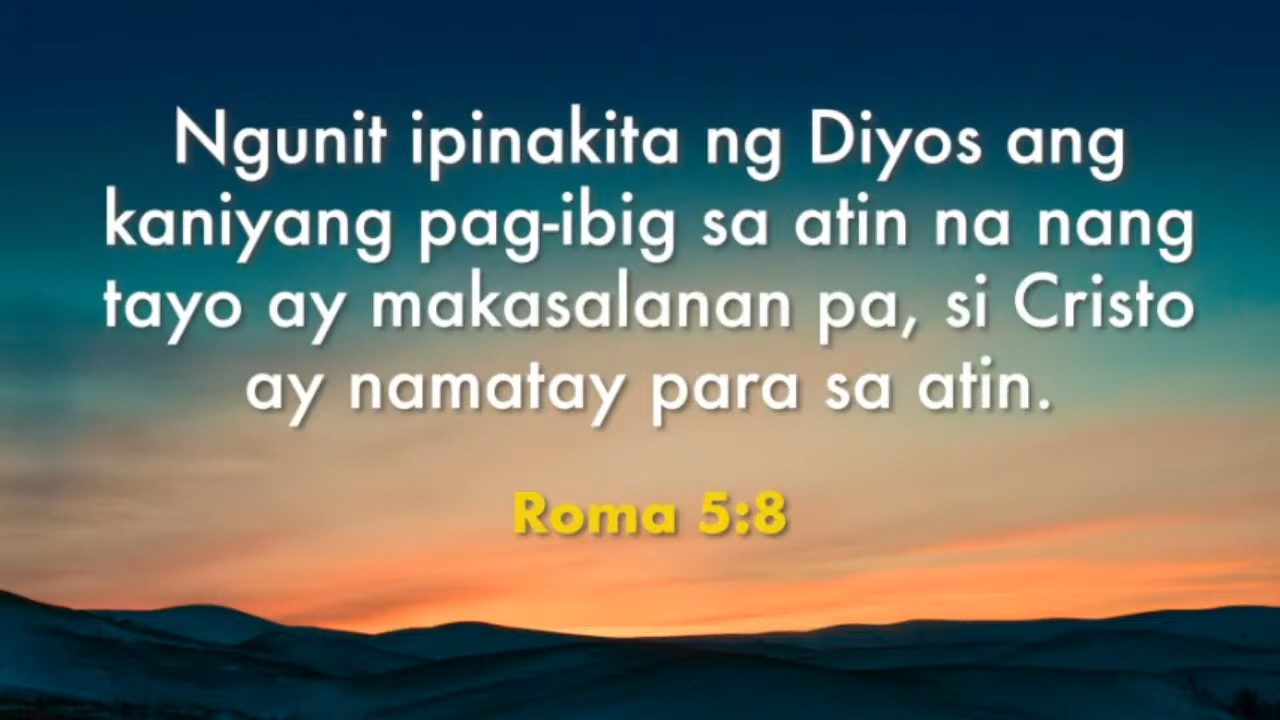 Ngunit ipinakita ng Diyos ang
kaniyang pag-ibig sa atin na nang
tayo ay makasalanan pa, si Cristo
ay namatay para sa atin.
Roma 5:8